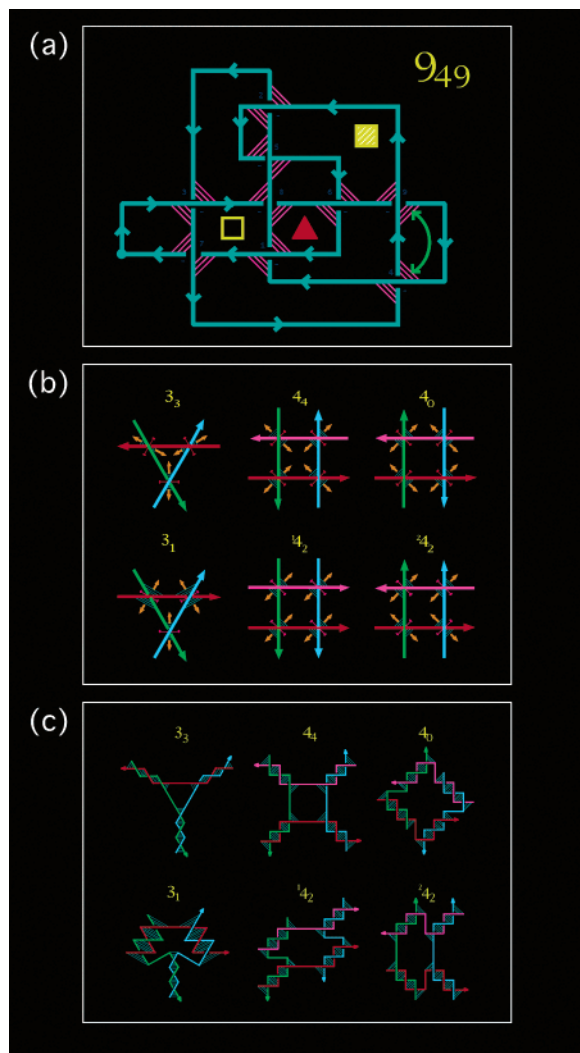 (a)
9₄₉
(b)
3₃ 4₄ 4₀
3₁ ¹4₂ ²4₂
(c)
3₃ 4₄ 4₀
3₁ ¹4₂ ²4₂